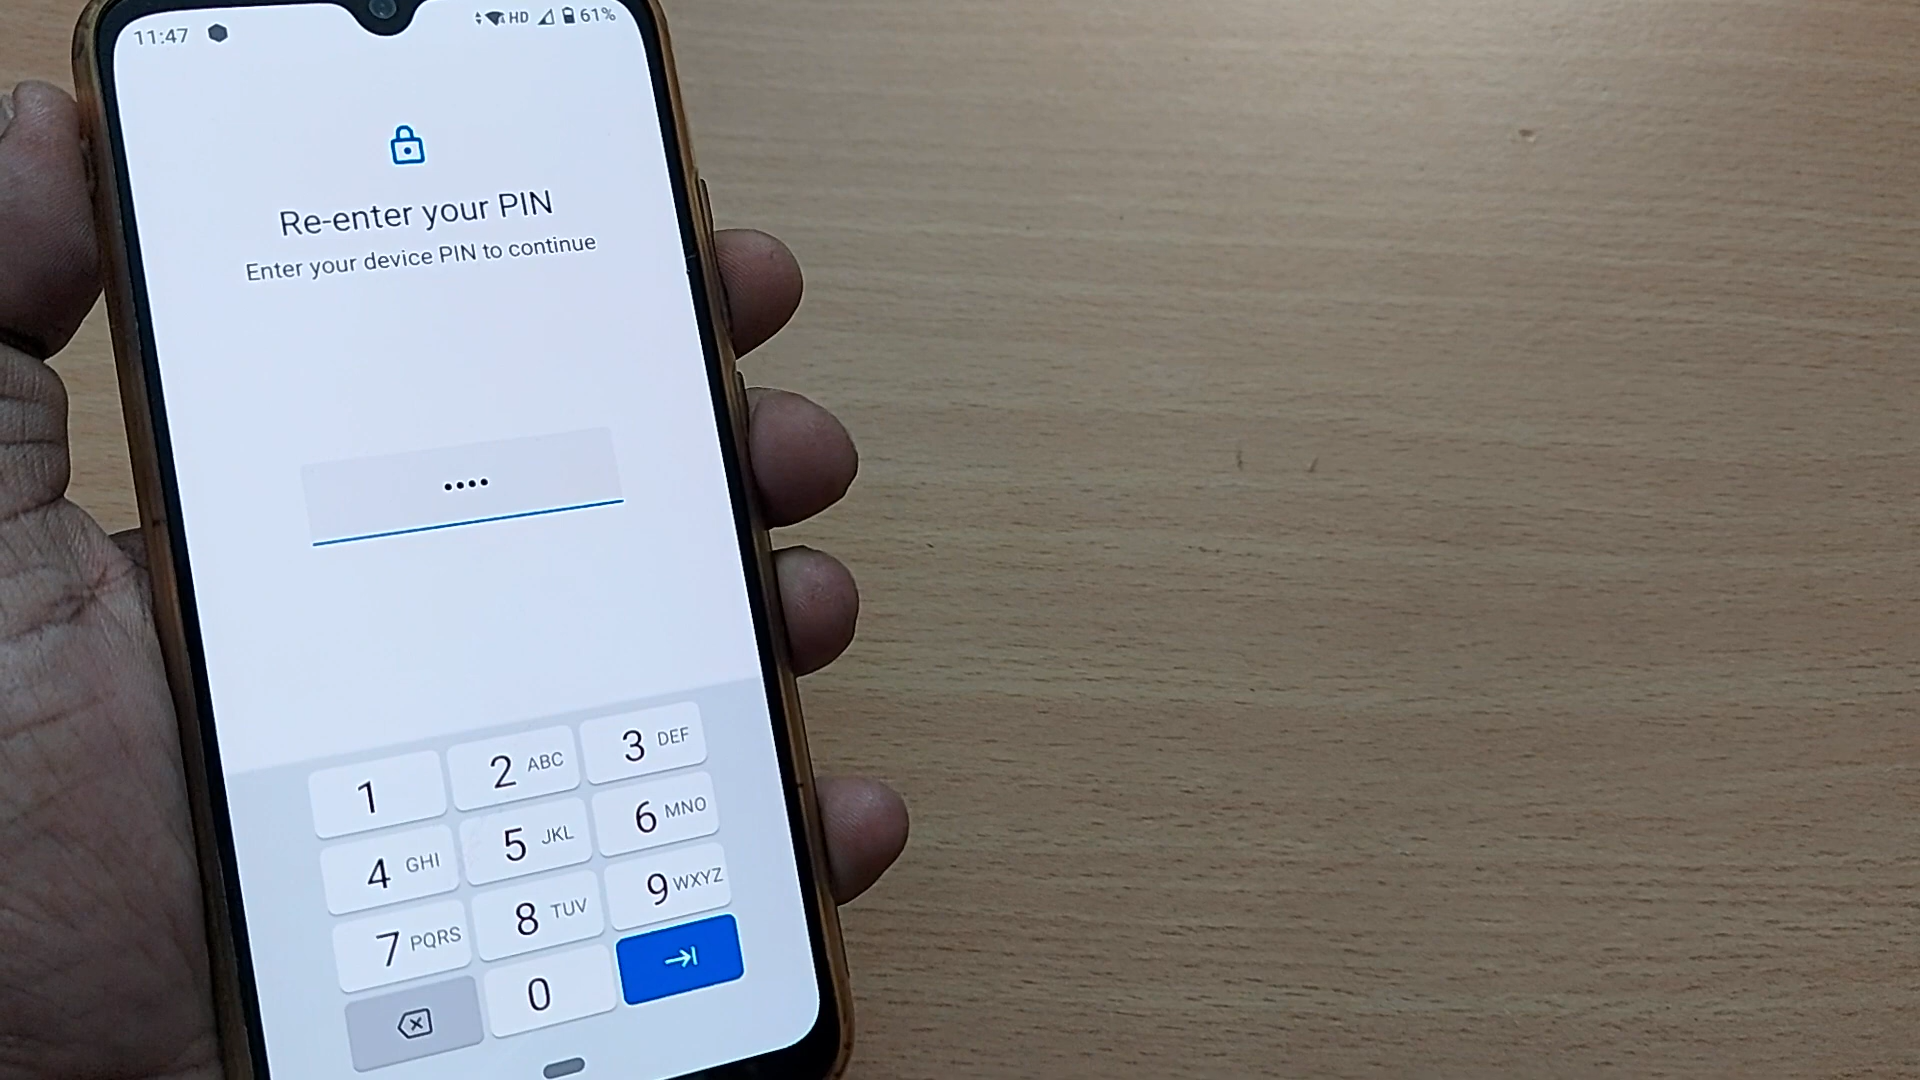 11:47 HD 61%
Re-enter your PIN
Enter your device PIN to continue
••••
1 2 ABC 3 DEF
4 GHI 5 JKL 6 MNO
7 PQRS 8 TUV 9 WXYZ
0